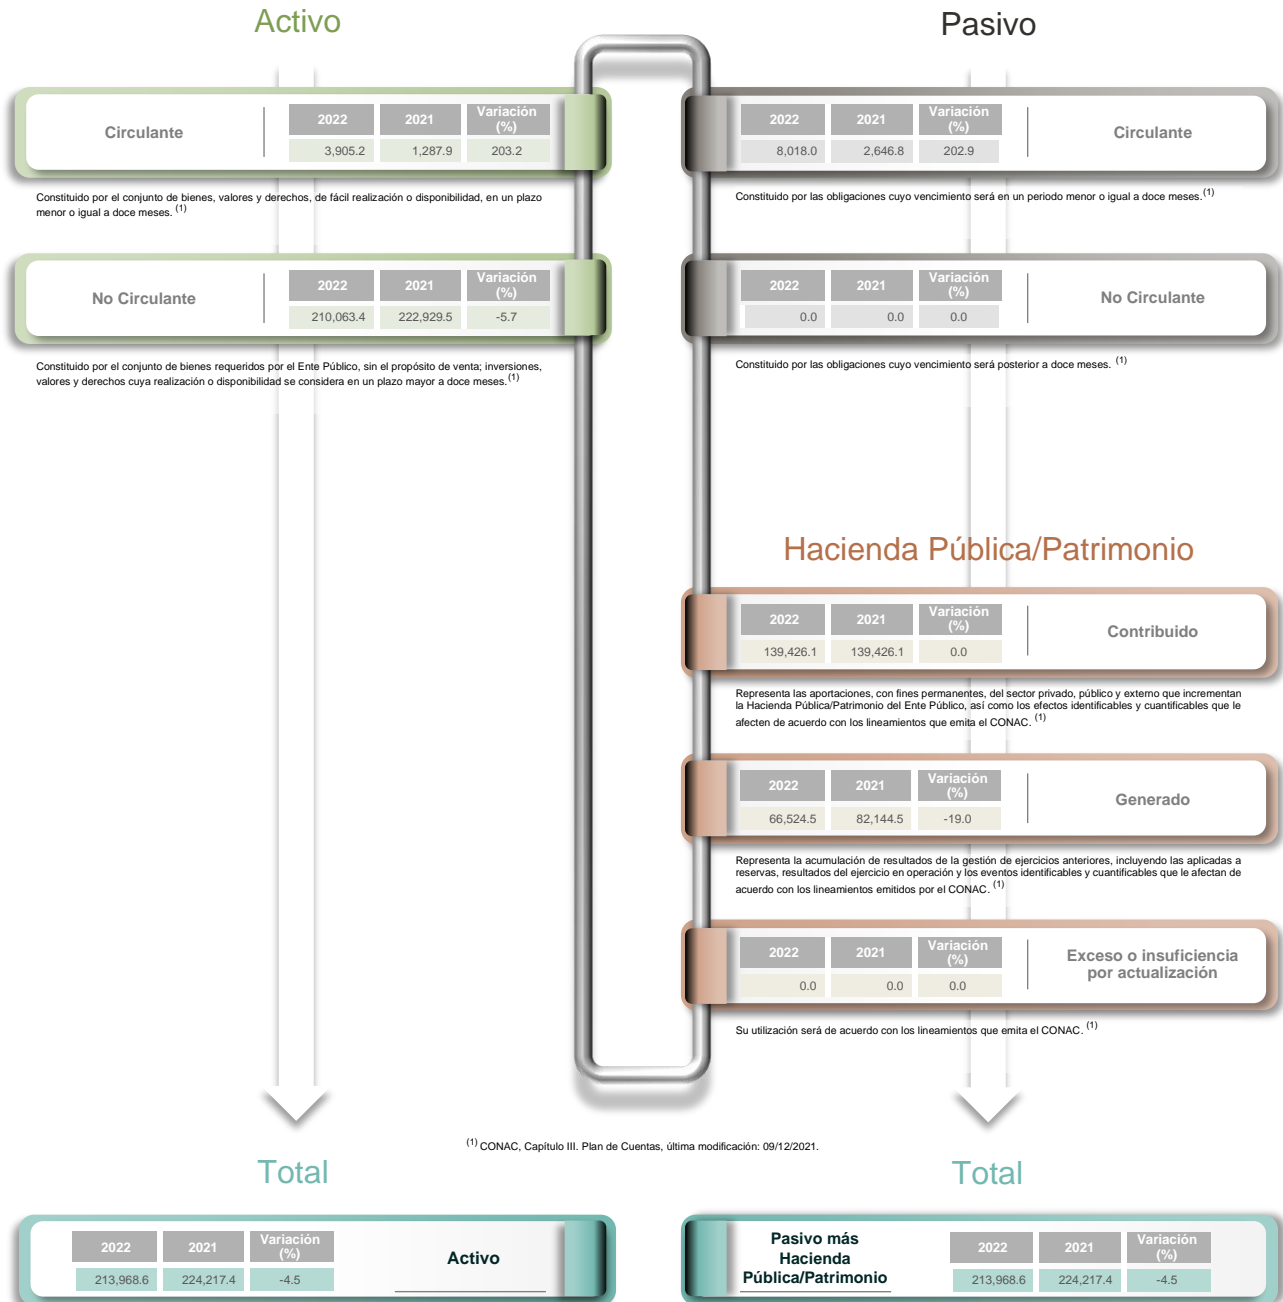 Activo
Circulante
2022 2021 Variación (%)
3,905.2 1,287.9 203.2
Constituido por el conjunto de bienes, valores y derechos, de fácil realización o disponibilidad, en un plazo
menor o igual a doce meses. (1)
No Circulante
2022 2021 Variación (%)
210,063.4 222,929.5 -5.7
Constituido por el conjunto de bienes requeridos por el Ente Público, sin el propósito de venta; inversiones,
valores y derechos cuya realización o disponibilidad se considera en un plazo mayor a doce meses.(1)
Pasivo
2022 2021 Variación (%)
8,018.0 2,646.8 202.9
Circulante
Constituido por las obligaciones cuyo vencimiento será en un periodo menor o igual a doce meses.(1)
2022 2021 Variación (%)
0.0 0.0 0.0
No Circulante
Constituido por las obligaciones cuyo vencimiento será posterior a doce meses. (1)
Hacienda Pública/Patrimonio
2022 2021 Variación (%)
139,426.1 139,426.1 0.0
Contribuido
Representa las aportaciones, con fines permanentes, del sector privado, público y externo que incrementan
la Hacienda Pública/Patrimonio del Ente Público, así como los efectos identificables y cuantificables que le
afecten de acuerdo con los lineamientos que emita el CONAC. (1)
2022 2021 Variación (%)
66,524.5 82,144.5 -19.0
Generado
Representa la acumulación de resultados de la gestión de ejercicios anteriores, incluyendo las aplicadas a
reservas, resultados del ejercicio en operación y los eventos identificables y cuantificables que le afectan de
acuerdo con los lineamientos emitidos por el CONAC. (1)
2022 2021 Variación (%)
0.0 0.0 0.0
Exceso o insuficiencia
por actualización
Su utilización será de acuerdo con los lineamientos que emita el CONAC. (1)
(1) CONAC, Capítulo III. Plan de Cuentas, última modificación: 09/12/2021.
Total
2022 2021 Variación (%)
213,968.6 224,217.4 -4.5
Activo
Total
Pasivo más
Hacienda
Pública/Patrimonio
2022 2021 Variación (%)
213,968.6 224,217.4 -4.5